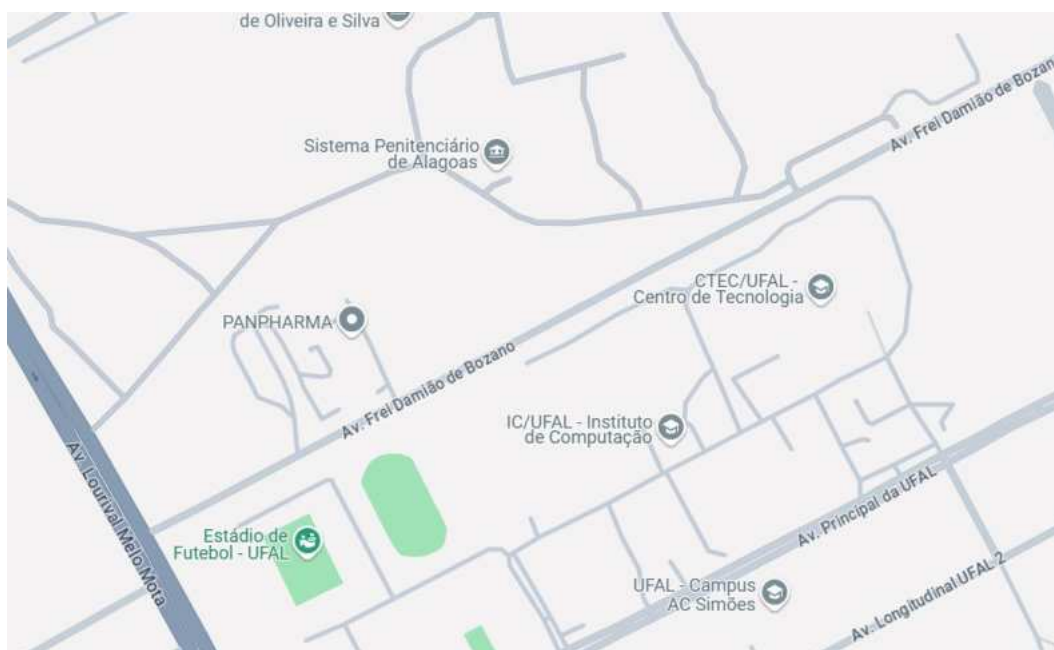 de Oliveira e Silva
Av. Frei Damião de Bozano
Sistema Penitenciário
de Alagoas
CTEC/UFAL -
Centro de Tecnologia
PANPHARMA
Av. Frei Damião de Bozano
IC/UFAL - Instituto
de Computação
Av. Lourival Melo Mota
Av. Principal da UFAL
Estádio de
Futebol - UFAL
UFAL - Campus
AC Simões
Av. Longitudinal UFAL 2